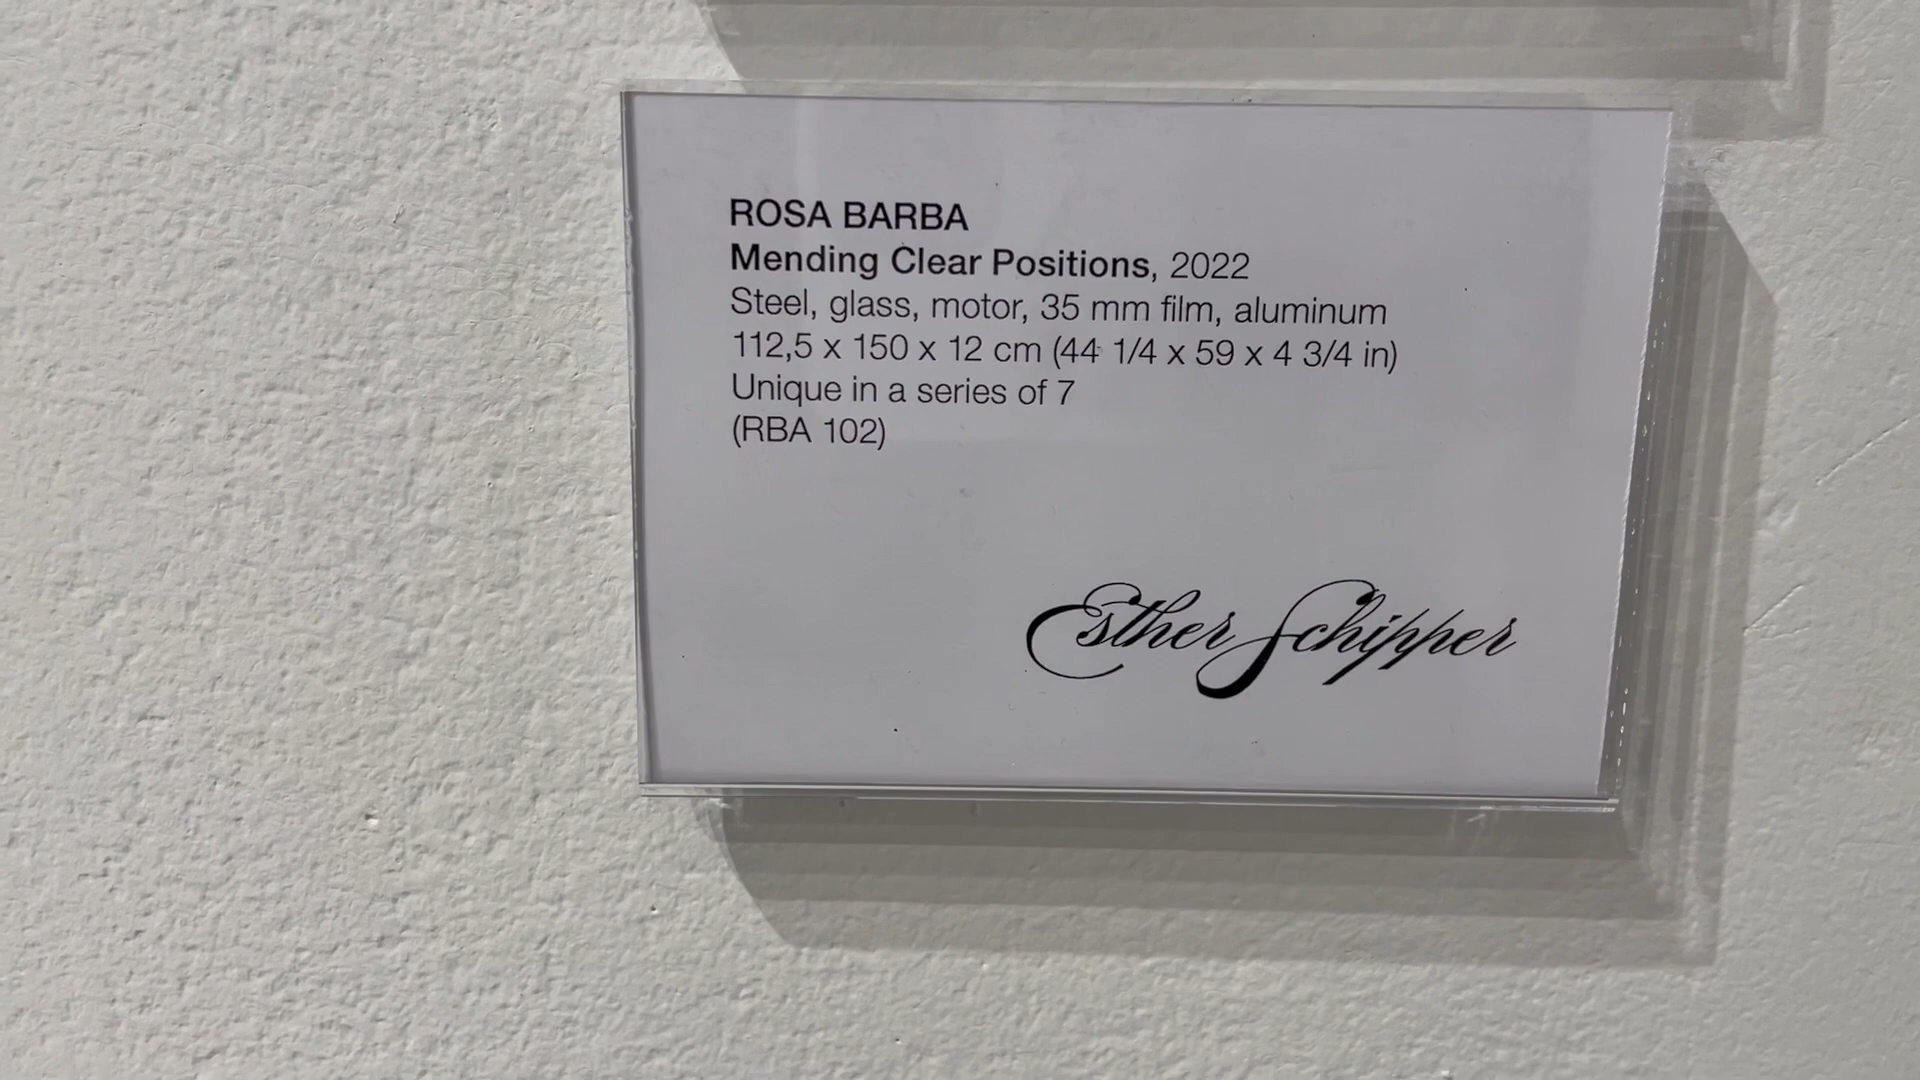 ROSA BARBA
Mending Clear Positions, 2022
Steel, glass, motor, 35 mm film, aluminum
112,5 x 150 x 12 cm (44 1/4 x 59 x 4 3/4 in)
Unique in a series of 7
(RBA 102)
Esther Schipper